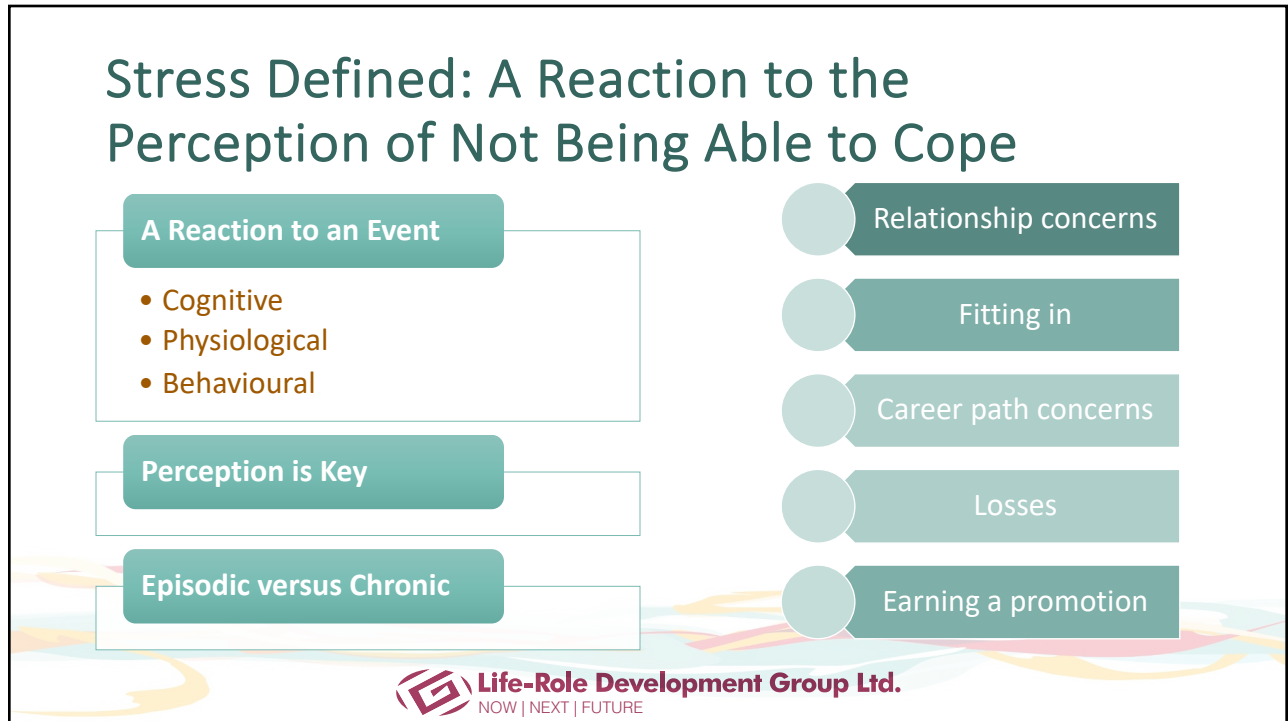 Stress Defined: A Reaction to the
Perception of Not Being Able to Cope
A Reaction to an Event
• Cognitive
• Physiological
• Behavioural
Perception is Key
Episodic versus Chronic
Relationship concerns
Fitting in
Career path concerns
Losses
Earning a promotion
Life-Role Development Group Ltd.
NOW | NEXT | FUTURE